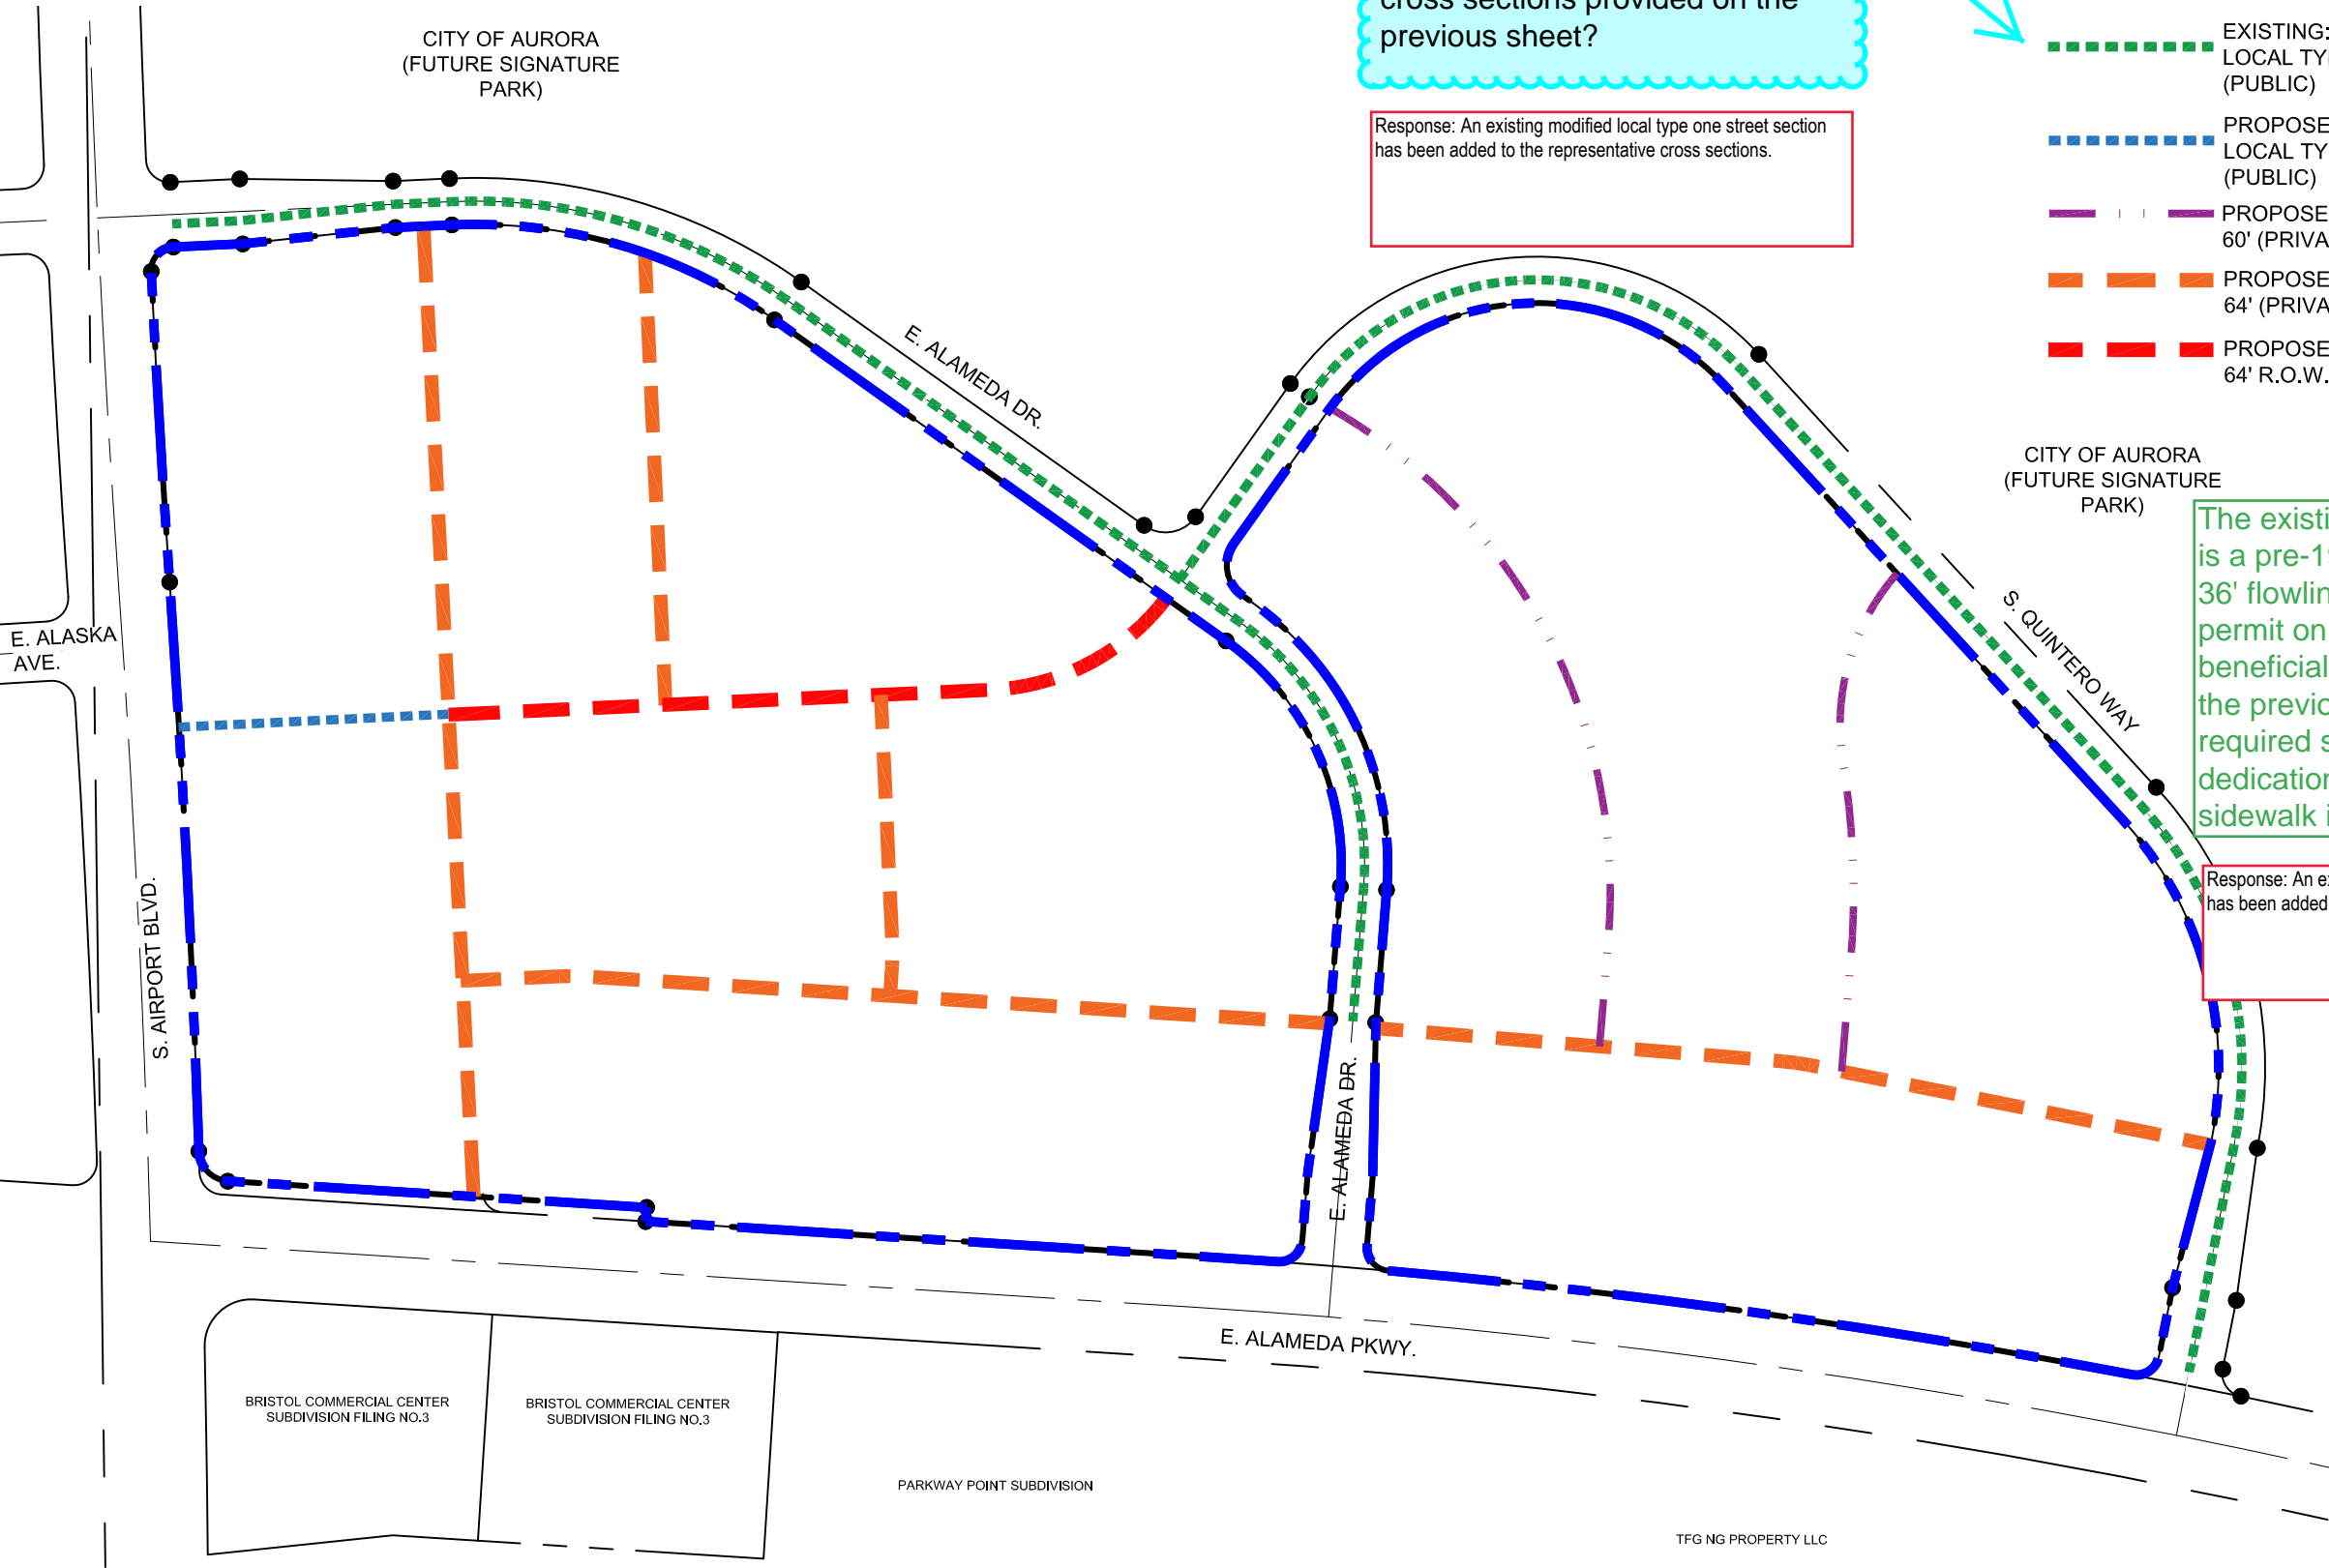 cross sections provided on the
previous sheet?
CITY OF AURORA
(FUTURE SIGNATURE
PARK)
Response: An existing modified local type one street section
has been added to the representative cross sections.
EXISTING:
LOCAL TY
(PUBLIC)
PROPOSE
LOCAL TY
(PUBLIC)
PROPOSE
60' (PRIVA
PROPOSE
64' (PRIVA
PROPOSE
64' R.O.W.
E. ALAMEDA DR.
CITY OF AURORA
(FUTURE SIGNATURE
PARK)
The existi
is a pre-19
36' flowlin
permit on
beneficial
the previo
required s
dedication
sidewalk i
S. QUINTERO WAY
E. ALASKA
AVE.
Response: An ex
has been added
S. AIRPORT BLVD.
E. ALAMEDA DR.
E. ALAMEDA PKWY.
BRISTOL COMMERCIAL CENTER
SUBDIVISION FILING NO.3
BRISTOL COMMERCIAL CENTER
SUBDIVISION FILING NO.3
PARKWAY POINT SUBDIVISION
TFG NG PROPERTY LLC